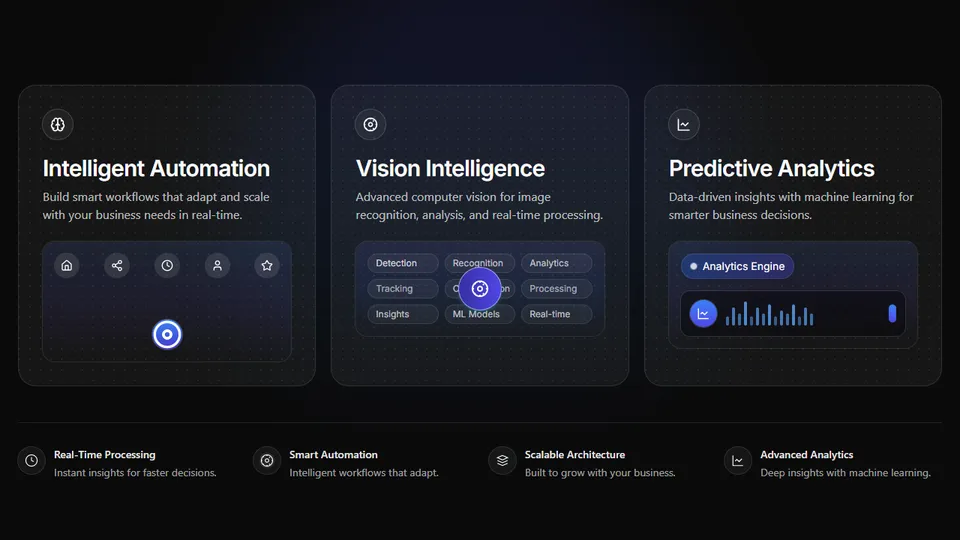 Intelligent Automation
Build smart workflows that adapt and scale
with your business needs in real-time.
Vision Intelligence
Advanced computer vision for image
recognition, analysis, and real-time processing.
Detection
Recognition
Analytics
Tracking
Processing
Insights
ML Models
Real-time
Predictive Analytics
Data-driven insights with machine learning for
smarter business decisions.
Analytics Engine
Real-Time Processing
Instant insights for faster decisions.
Smart Automation
Intelligent workflows that adapt.
Scalable Architecture
Built to grow with your business.
Advanced Analytics
Deep insights with machine learning.